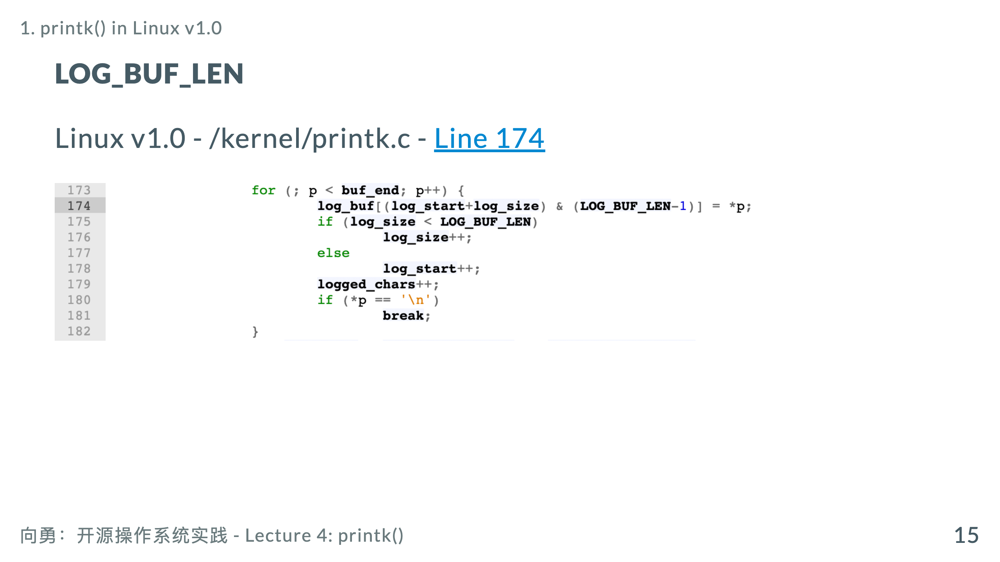 1. printk() in Linux v1.0
LOG_BUF_LEN
Linux v1.0 - /kernel/printk.c - Line 174
173 for (; p < buf_end; p++) {
174 log_buf[(log_start+log_size) & (LOG_BUF_LEN-1)] = *p;
175 if (log_size < LOG_BUF_LEN)
176 log_size++;
177 else
178 log_start++;
179 logged_chars++;
180 if (*p == '\n')
181 break;
182 }
向勇：开源操作系统实践 - Lecture 4: printk()
15